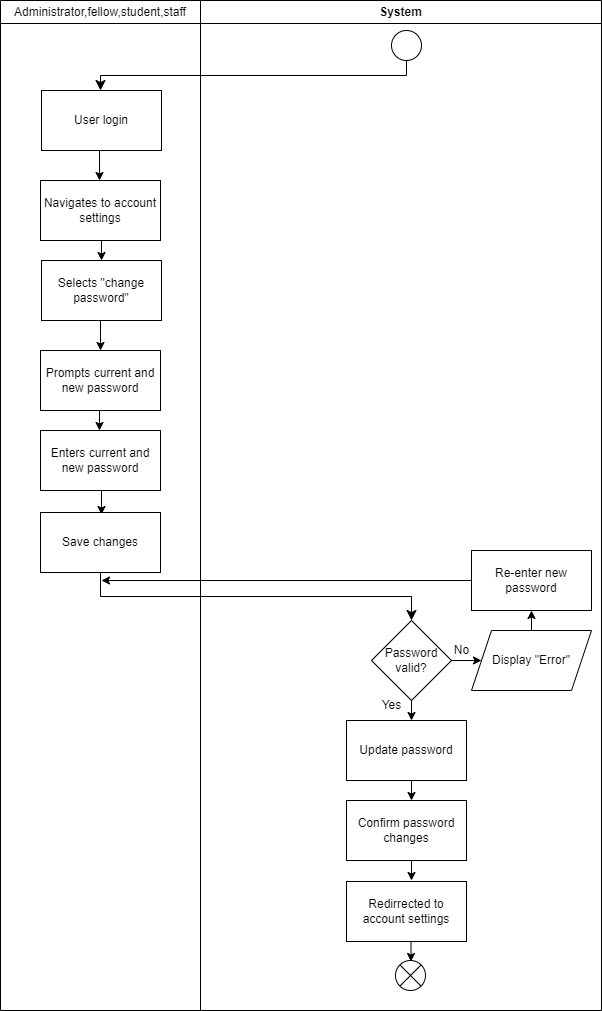 Administrator,fellow,student,staff
System
User login
Navigates to account
settings
Selects "change
password"
Prompts current and
new password
Enters current and
new password
Save changes
Re-enter new
password
Password
valid?
No
Display "Error"
Yes
Update password
Confirm password
changes
Redirrected to
account settings